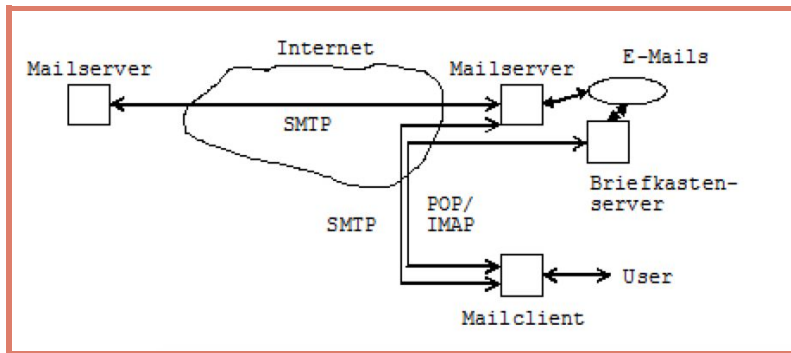 Internet
Mailserver
Mailserver
E-Mails
SMTP
Briefkasten-
server
SMTP
POP/
IMAP
User
Mailclient